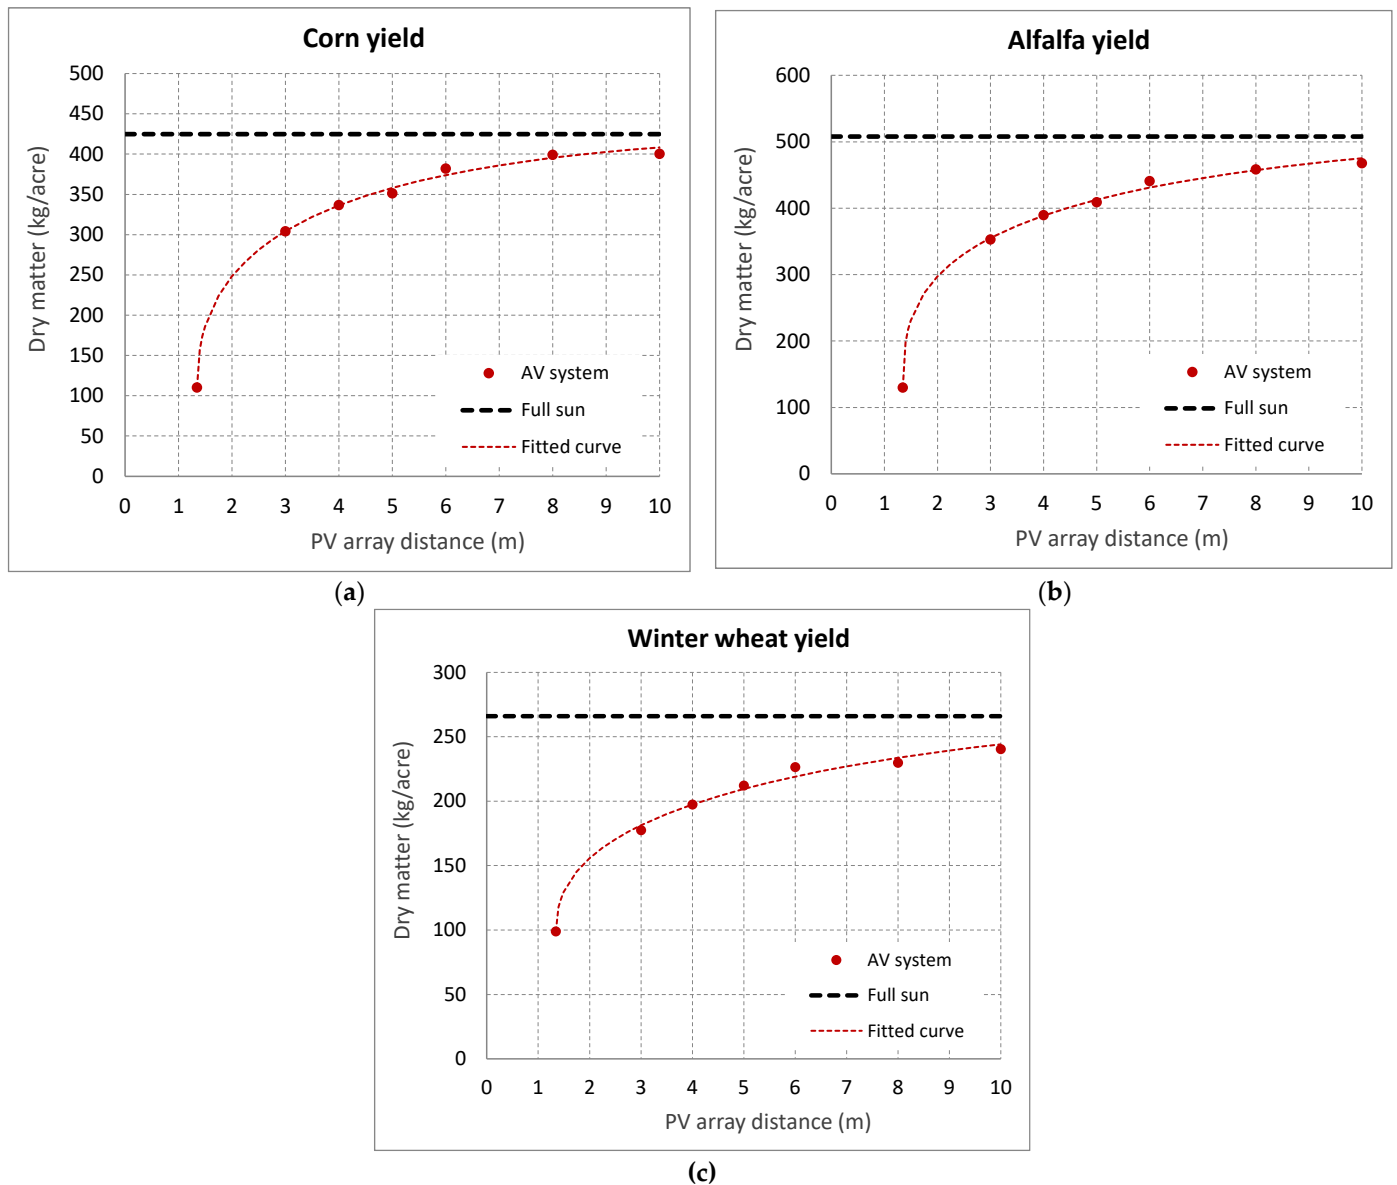 Corn yield
500
450
400
350
300
250
200
150
100
50
0
Dry matter (kg/acre)
AV system
Full sun
Fitted curve
0 1 2 3 4 5 6 7 8 9 10
PV array distance (m)
(a)
Alfalfa yield
600
500
400
300
200
100
0
Dry matter (kg/acre)
AV system
Full sun
Fitted curve
0 1 2 3 4 5 6 7 8 9 10
PV array distance (m)
(b)
Winter wheat yield
300
250
200
150
100
50
0
Dry matter (kg/acre)
AV system
Full sun
Fitted curve
0 1 2 3 4 5 6 7 8 9 10
PV array distance (m)
(c)